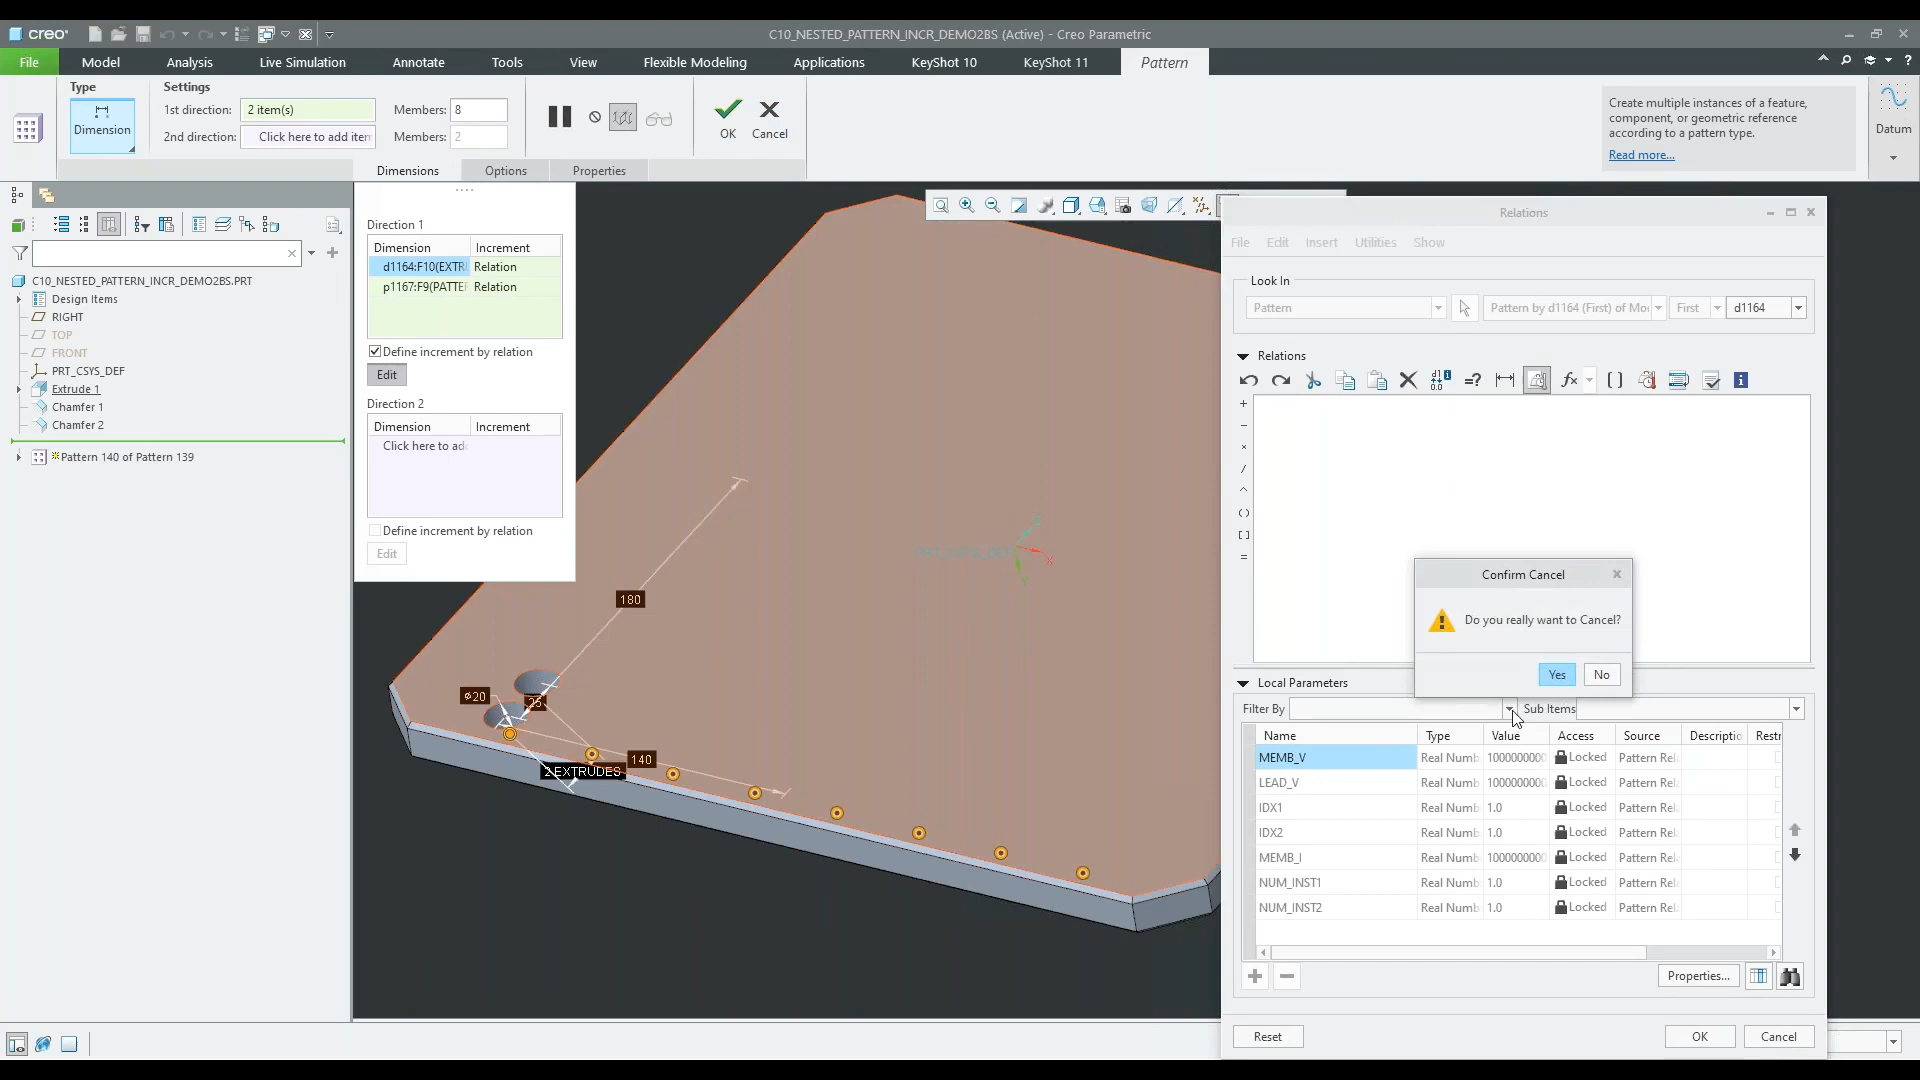 creo®
C10_NESTED_PATTERN_INCR_DEMO2BS (Active) - Creo Parametric
File
Model
Analysis
Live Simulation
Annotate
Tools
View
Flexible Modeling
Applications
KeyShot 10
KeyShot 11
Pattern
Type
Dimension
Settings
1st direction:
2 item(s)
Members:
8
2nd direction:
Click here to add item
Members:
2
OK
Cancel
Create multiple instances of a feature,
component, or geometric reference
according to a pattern type.
Read more...
Datum
Dimensions
Options
Properties
C10_NESTED_PATTERN_INCR_DEMO2BS.PRT
Design Items
RIGHT
TOP
FRONT
PRT_CSYS_DEF
Extrude 1
Chamfer 1
Chamfer 2
Pattern 140 of Pattern 139
Direction 1
Dimension Increment
d1164:F10(EXTR Relation
p1167:F9(PATTER Relation
Define increment by relation
Edit
Direction 2
Dimension Increment
Click here to ad
Define increment by relation
Edit
180
ø20
25
140
2 EXTRUDES
PRT_CSYS_DEF
Z
X
Y
Relations
File Edit Insert Utilities Show
Look In
Pattern
Pattern by d1164 (First) of Mo
First
d1164
Relations
Confirm Cancel
Do you really want to Cancel?
Yes No
Local Parameters
Filter By
Sub Items
Name Type Value Access Source Descriptio Restr
MEMB_V Real Numb 1000000000 Locked Pattern Rel
LEAD_V Real Numb 1000000000 Locked Pattern Rel
IDX1 Real Numb 1.0 Locked Pattern Rel
IDX2 Real Numb 1.0 Locked Pattern Rel
MEMB_I Real Numb 1000000000 Locked Pattern Rel
NUM_INST1 Real Numb 1.0 Locked Pattern Rel
NUM_INST2 Real Numb 1.0 Locked Pattern Rel
Properties...
Reset
OK
Cancel